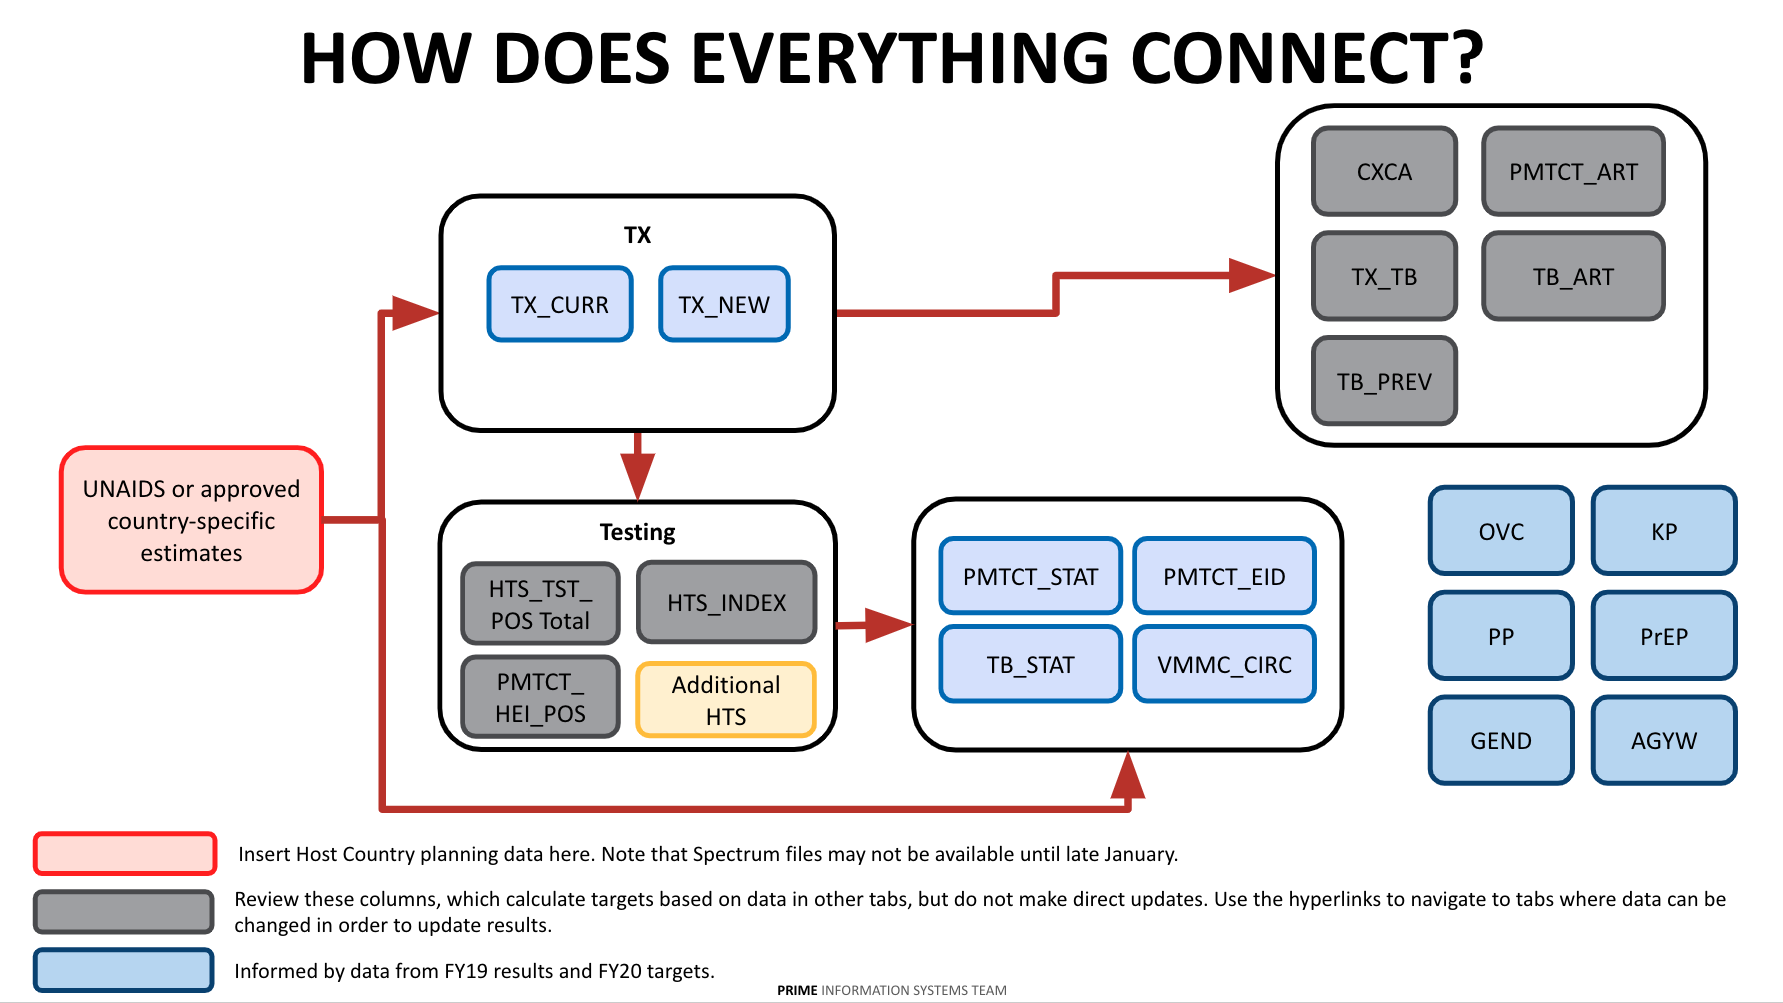 HOW DOES EVERYTHING CONNECT?
CXCA
PMTCT_ART
TX_TB
TB_ART
TB_PREV
TX
TX_CURR
TX_NEW
UNAIDS or approved
country-specific
estimates
Testing
HTS_TST_
POS Total
HTS_INDEX
PMTCT_
HEI_POS
Additional
HTS
PMTCT_STAT
PMTCT_EID
TB_STAT
VMMC_CIRC
OVC
KP
PP
PrEP
GEND
AGYW
Insert Host Country planning data here. Note that Spectrum files may not be available until late January.
Review these columns, which calculate targets based on data in other tabs, but do not make direct updates. Use the hyperlinks to navigate to tabs where data can be
changed in order to update results.
Informed by data from FY19 results and FY20 targets.
PRIME INFORMATION SYSTEMS TEAM